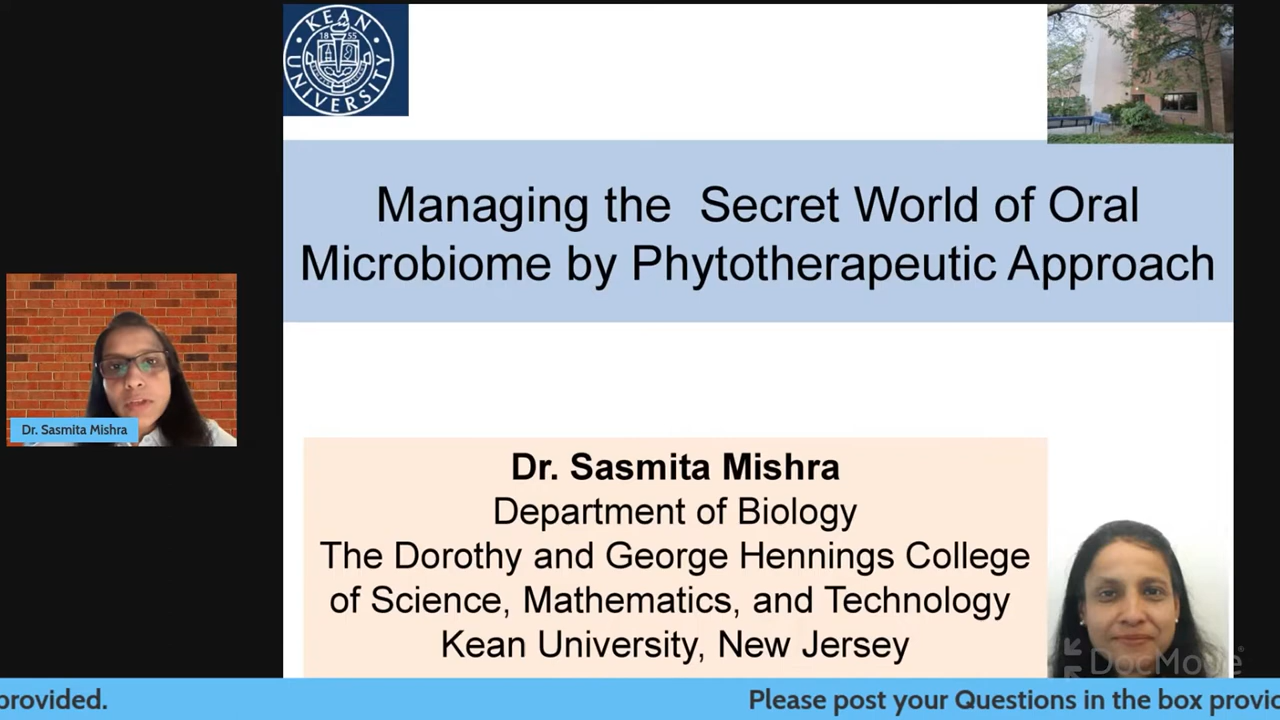 KEAN UNIVERSITY
1855
Managing the  Secret World of Oral
Microbiome by Phytotherapeutic Approach
Dr. Sasmita Mishra
Dr. Sasmita Mishra
Department of Biology
The Dorothy and George Hennings College
of Science, Mathematics, and Technology
Kean University, New Jersey
DocMode
provided.
Please post your Questions in the box provic